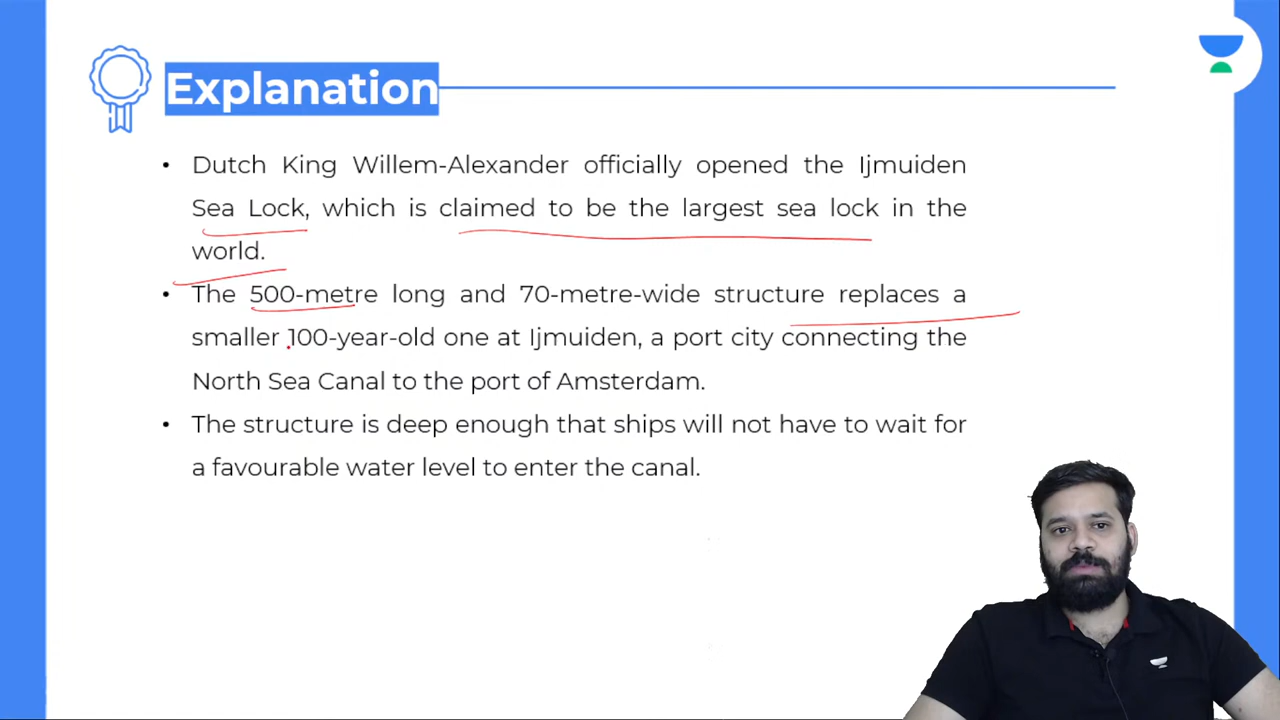 Explanation
• Dutch King Willem-Alexander officially opened the Ijmuiden
Sea Lock, which is claimed to be the largest sea lock in the
world.
• The 500-metre long and 70-metre-wide structure replaces a
smaller 100-year-old one at Ijmuiden, a port city connecting the
North Sea Canal to the port of Amsterdam.
• The structure is deep enough that ships will not have to wait for
a favourable water level to enter the canal.